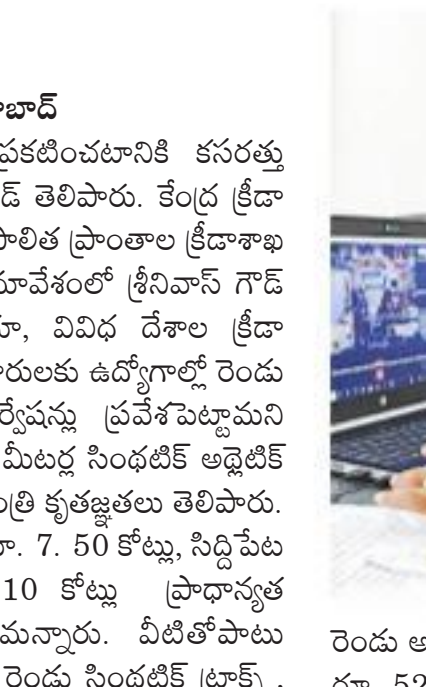 ాబాద్
ప్రకటించటానికి కసరత్తు
డ్ తెలిపారు. కేంద్ర క్రీడా
పాలిత ప్రాంతాల క్రీడాశాఖ
మావేశంలో శ్రీనివాస్ గౌడ్
మా, వివిధ దేశాల క్రీడా
కారులకు ఉద్యోగాల్లో రెండు
ర్వేషన్లు ప్రవేశపెట్టామని
మీటర్ల సింథటిక్ అథ్లెటిక్
ంత్రి కృతజ్ఞతలు తెలిపారు.
రూ. 7. 50 కోట్లు, సిద్దిపేట
10 కోట్లు ప్రాధాన్యత
మన్నారు. వీటితోపాటు
రెండు సింథటిక్ ట్రాక్స్ ,
రెండు అ
రూ. 52